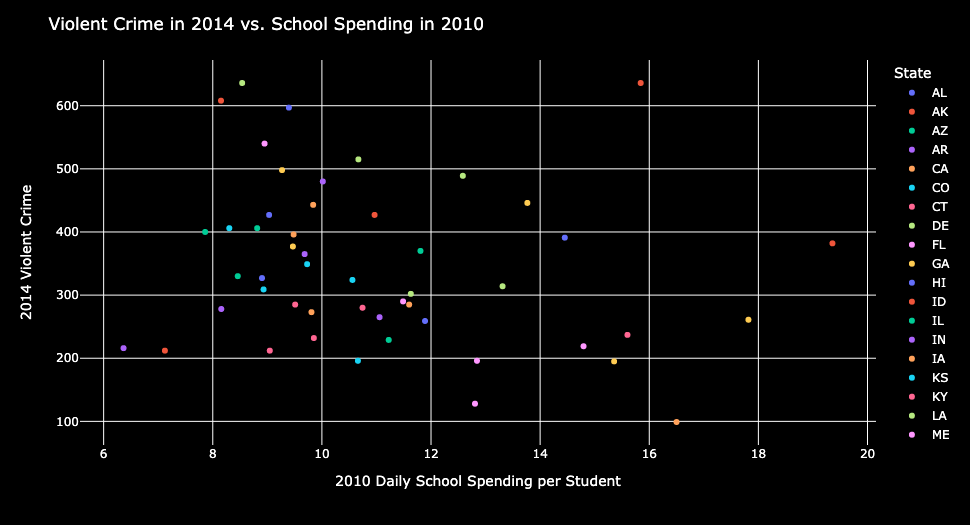 Violent Crime in 2014 vs. School Spending in 2010
State
AL
AK
AZ
AR
CA
CO
CT
DE
FL
GA
HI
ID
IL
IN
IA
KS
KY
LA
ME
2014 Violent Crime
600
500
400
300
200
100
6 8 10 12 14 16 18 20
2010 Daily School Spending per Student